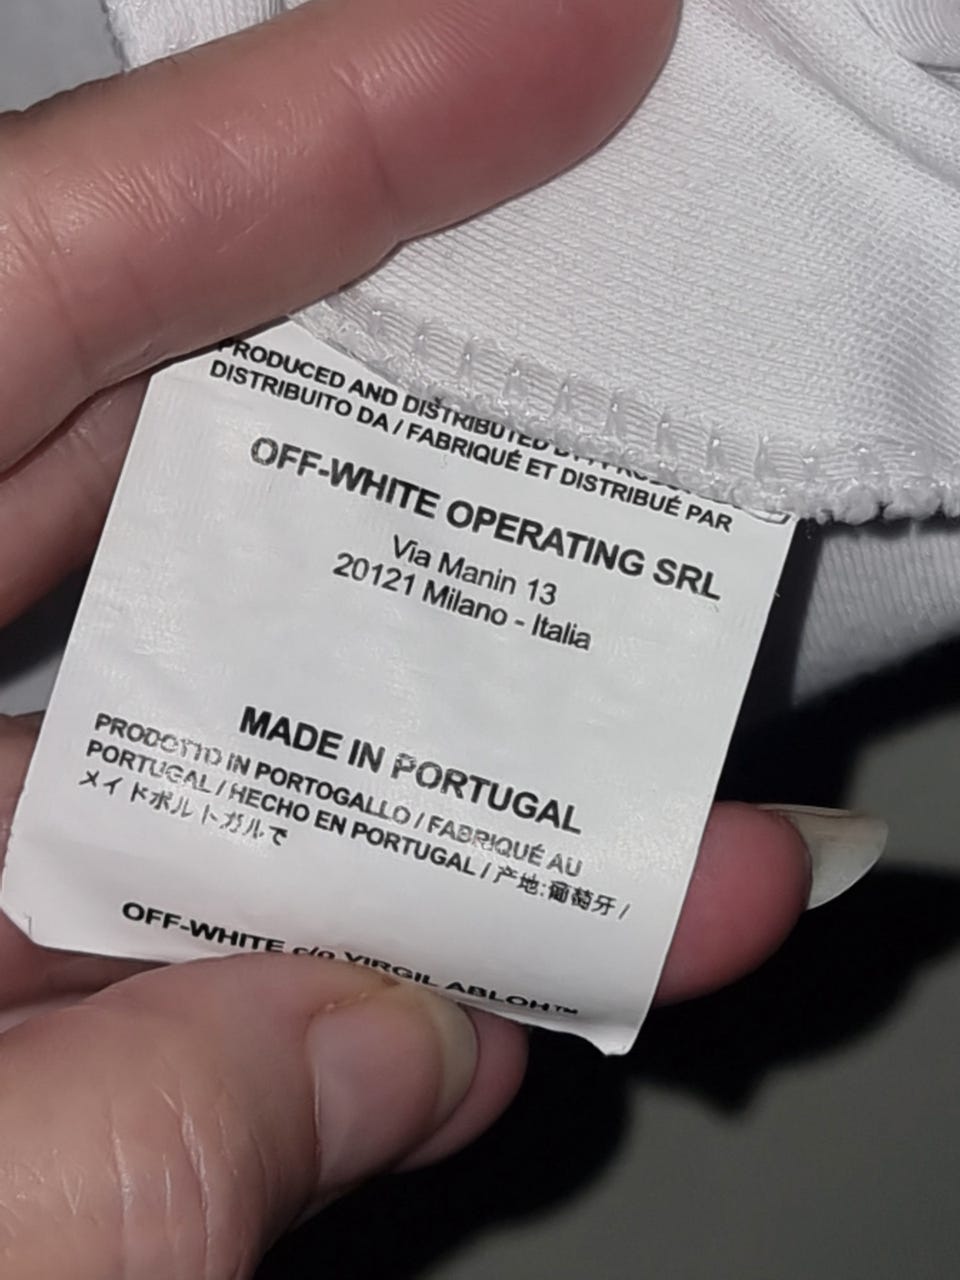 PRODUCED AND DISTRIBUTED
DISTRIBUITO DA / FABRIQUÉ ET DISTRIBUÉ PAR
OFF-WHITE OPERATING SRL
Via Manin 13
20121 Milano - Italia
MADE IN PORTUGAL
PRODOTTO IN PORTOGALLO / FABRIQUÉ AU
PORTUGAL / HECHO EN PORTUGAL / 产地:葡萄牙 /
メイドポルトガルで
OFF-WHITE c/o VIRGIL ABLOH™